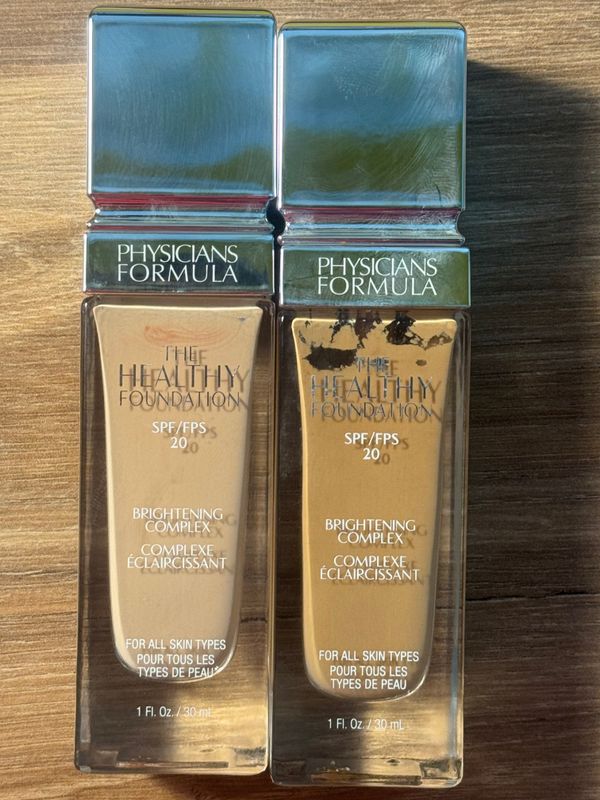 PHYSICIANS
FORMULA
THE
HEALTHY
FOUNDATION
SPF/FPS
20
BRIGHTENING
COMPLEX
COMPLEXE
ÉCLAIRCISSANT
FOR ALL SKIN TYPES
POUR TOUS LES
TYPES DE PEAU
1 Fl. Oz. / 30 mL
PHYSICIANS
FORMULA
THE
HEALTHY
FOUNDATION
SPF/FPS
20
BRIGHTENING
COMPLEX
COMPLEXE
ÉCLAIRCISSANT
FOR ALL SKIN TYPES
POUR TOUS LES
TYPES DE PEAU
1 Fl. Oz. / 30 mL